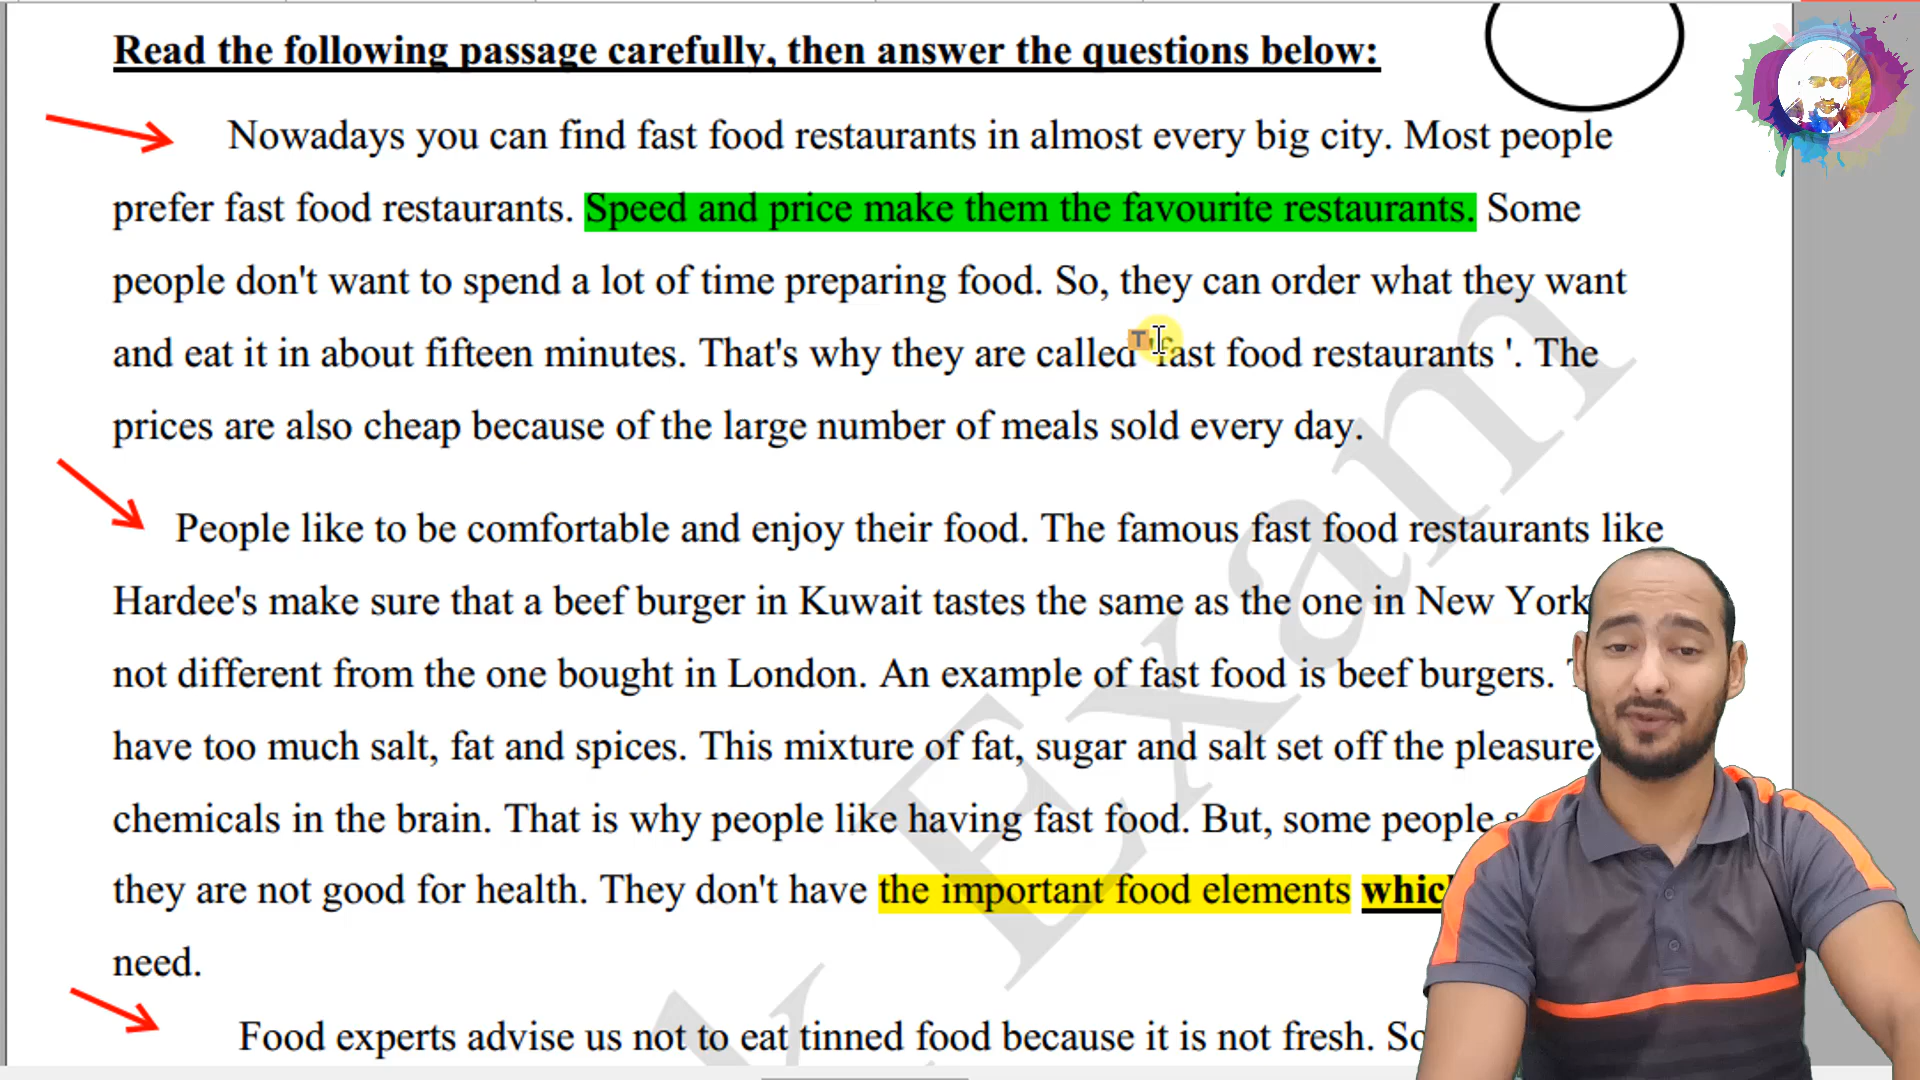 Read the following passage carefully, then answer the questions below:
Nowadays you can find fast food restaurants in almost every big city. Most people
prefer fast food restaurants. Speed and price make them the favourite restaurants. Some
people don't want to spend a lot of time preparing food. So, they can order what they want
and eat it in about fifteen minutes. That's why they are called 'fast food restaurants '. The
prices are also cheap because of the large number of meals sold every day.
People like to be comfortable and enjoy their food. The famous fast food restaurants like
Hardee's make sure that a beef burger in Kuwait tastes the same as the one in New York
not different from the one bought in London. An example of fast food is beef burgers.
have too much salt, fat and spices. This mixture of fat, sugar and salt set off the pleasure
chemicals in the brain. That is why people like having fast food. But, some people
they are not good for health. They don't have the important food elements
need.
Food experts advise us not to eat tinned food because it is not fresh.
Exam